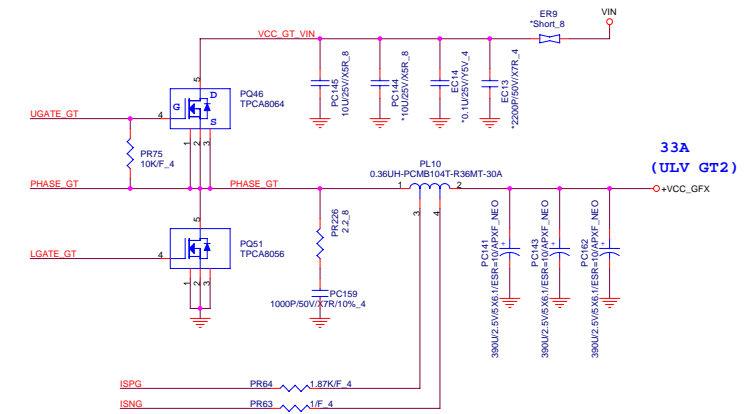 ER9
*Short_8
VIN
VCC_GT_VIN
PC145
10U/25V/X5R_8
PC144
*10U/25V/X5R_8
EC14
*0.1U/25V/Y5V_4
EC13
*2200P/50V/X7R_4
5
D
G
S
PQ46
TPCA8064
UGATE_GT
4
1
2
3
PR75
10K/F_4
PHASE_GT
PHASE_GT
PL10
0.36UH-PCMB104T-R36MT-30A
1
2
3
4
33A
(ULV GT2)
+VCC_GFX
5
PQ51
TPCA8056
LGATE_GT
4
1
2
3
PR226
2.2_8
PC159
1000P/50V/X7R/10%_4
PC141
+
390U/2.5V/5X6.1/ESR=10/APXF_NEO
PC143
+
390U/2.5V/5X6.1/ESR=10/APXF_NEO
PC162
+
390U/2.5V/5X6.1/ESR=10/APXF_NEO
ISPG
PR64
1.87K/F_4
ISNG
PR63
1/F_4